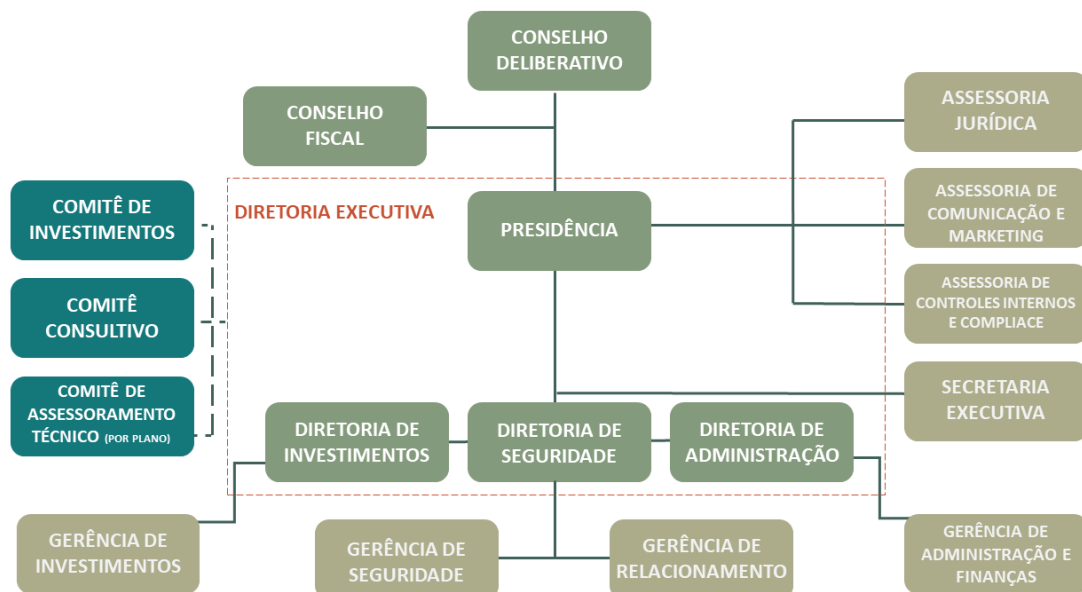 CONSELHO
DELIBERATIVO
CONSELHO
FISCAL
ASSESSORIA
JURÍDICA
COMITÊ DE
INVESTIMENTOS
DIRETORIA EXECUTIVA
PRESIDÊNCIA
ASSESSORIA DE
COMUNICAÇÃO E
MARKETING
COMITÊ
CONSULTIVO
ASSESSORIA DE
CONTROLES INTERNOS
E COMPLIACE
COMITÊ DE
ASSESSORAMENTO
TÉCNICO (POR PLANO)
SECRETARIA
EXECUTIVA
DIRETORIA DE
INVESTIMENTOS
DIRETORIA DE
SEGURIDADE
DIRETORIA DE
ADMINISTRAÇÃO
GERÊNCIA DE
INVESTIMENTOS
GERÊNCIA DE
SEGURIDADE
GERÊNCIA DE
RELACIONAMENTO
GERÊNCIA DE
ADMINISTRAÇÃO E
FINANÇAS